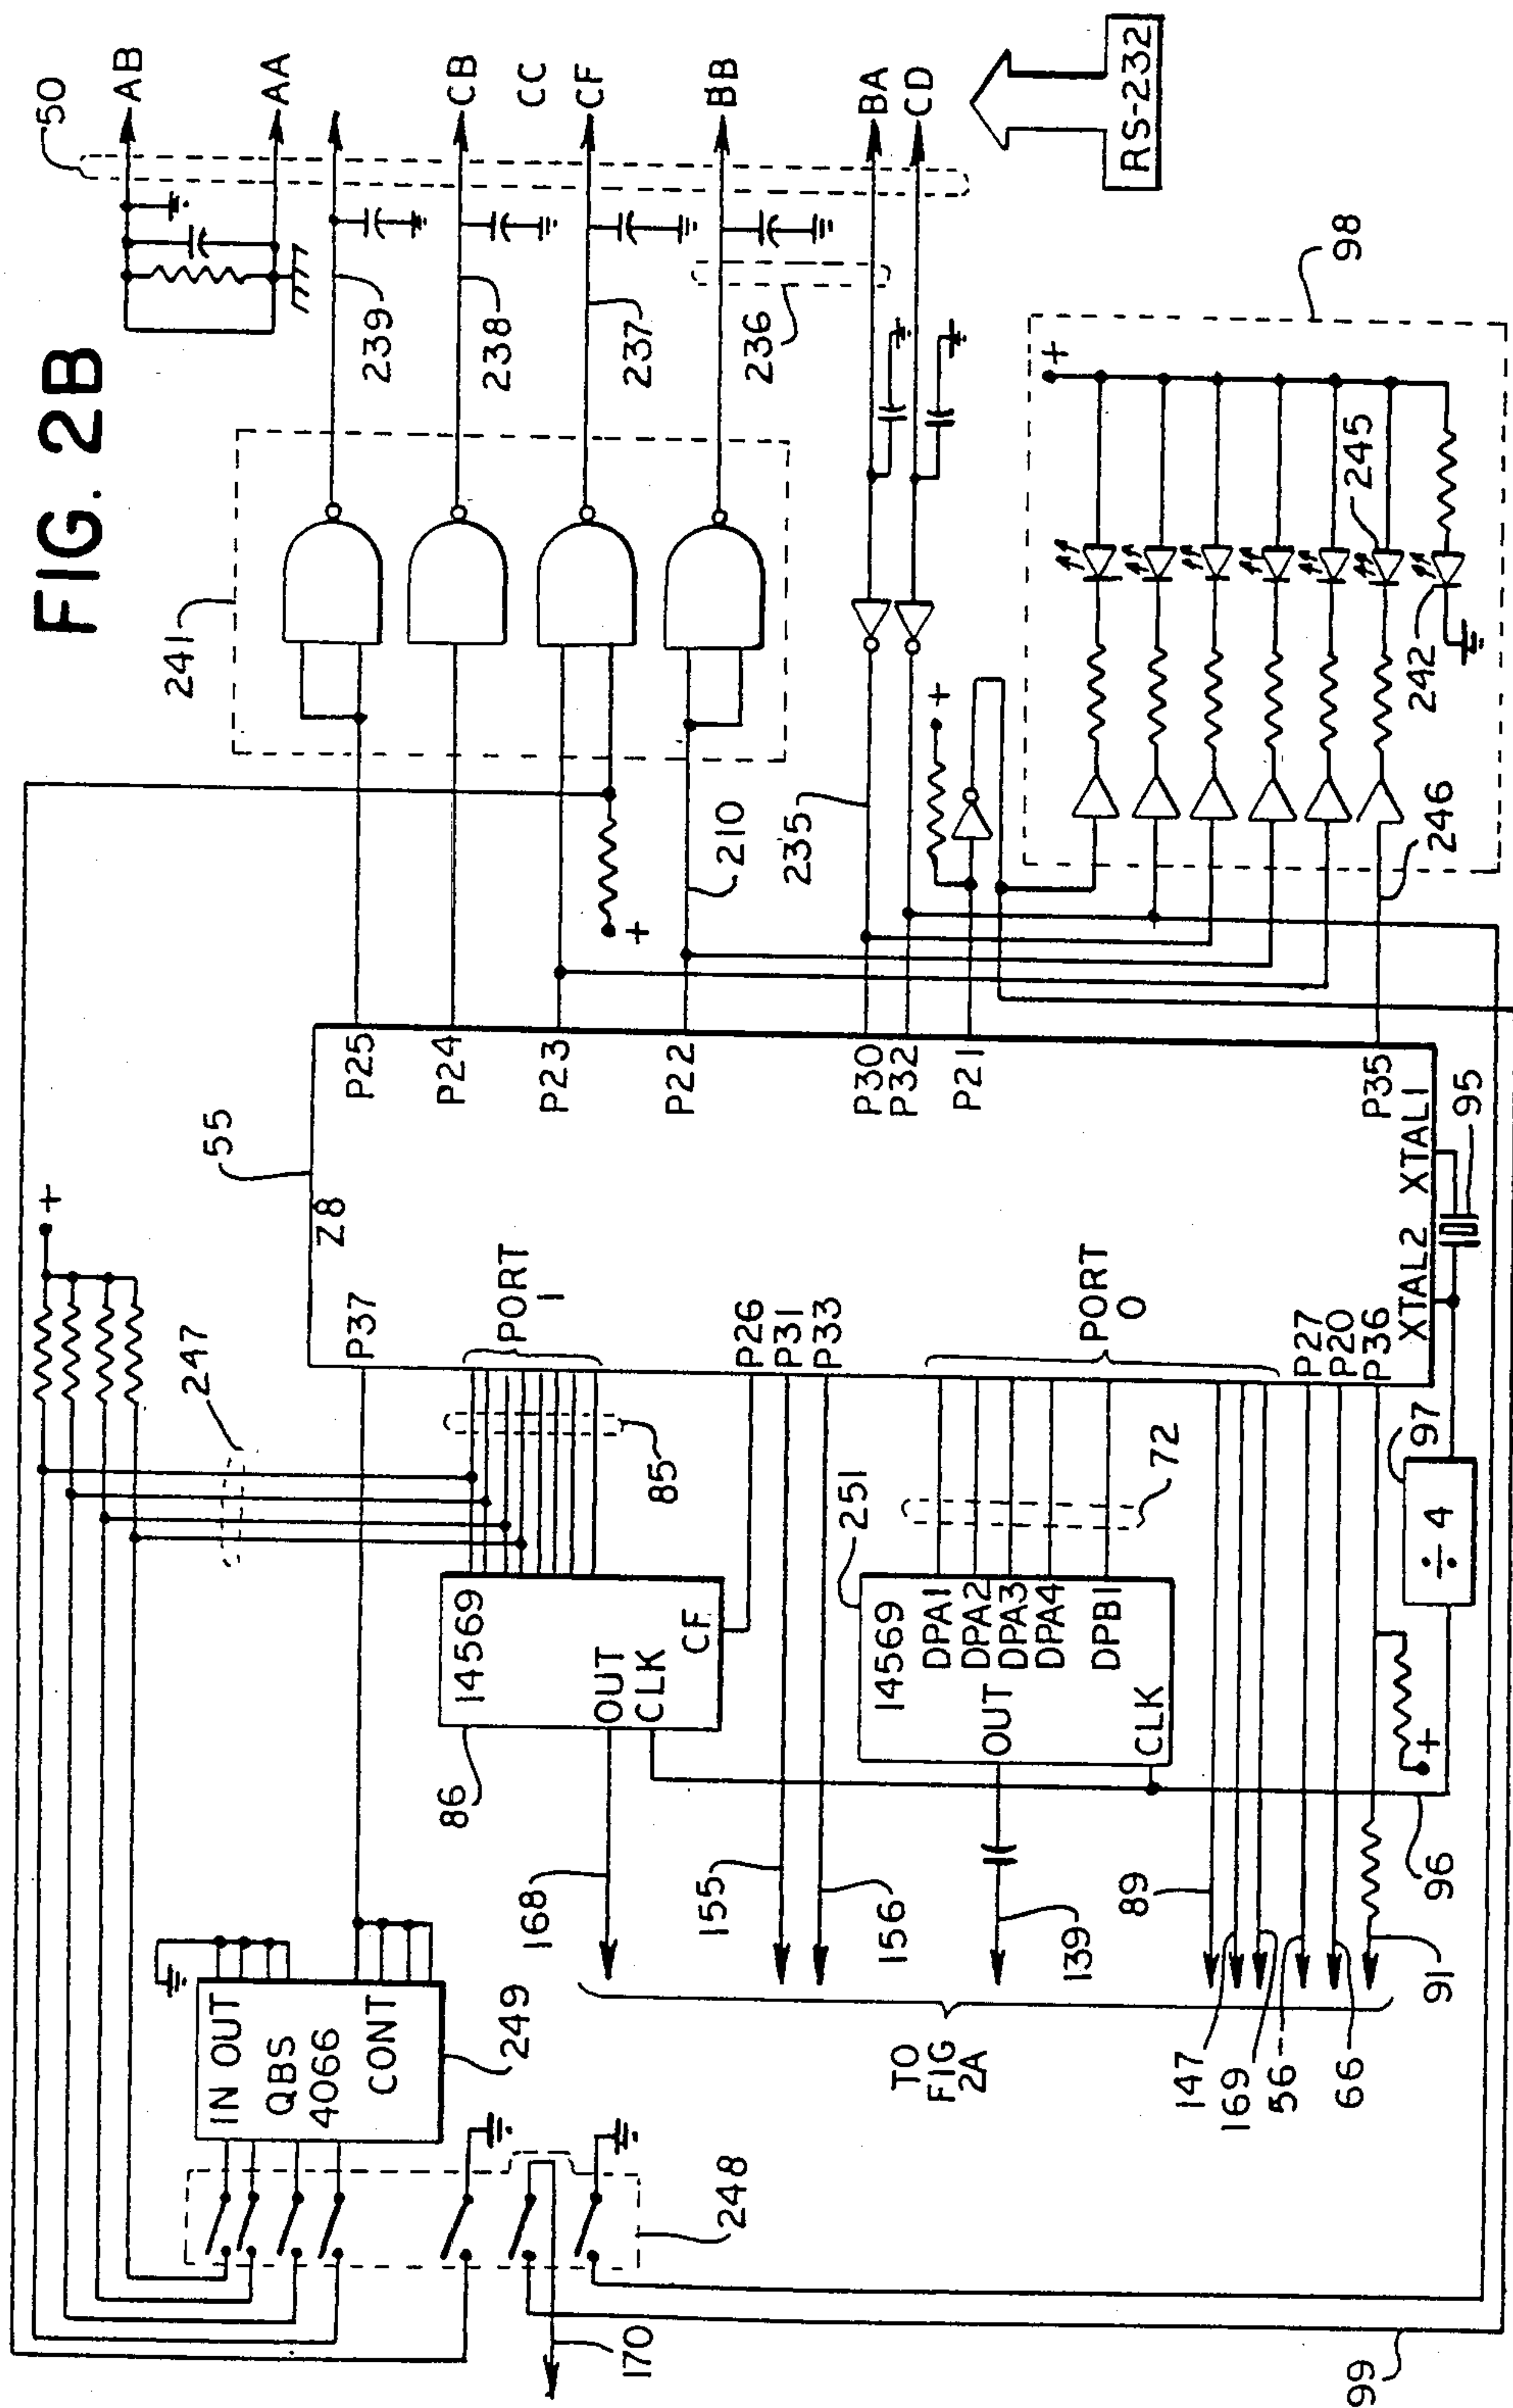 FIG. 2B
50
AB
AA
CB
CC
CF
BB
BA
CD
RS-232
239
238
237
236
241
210
235
98
+
245
242
246
+
+
55
Z8
P25
P24
P23
P22
P30
P32
P21
P35
XTAL1
XTAL2
95
P37
PORT
1
P26
P31
P33
PORT
0
P27
P20
P36
+
247
85
72
97
÷ 4
14569
OUT
CLK
CF
86
251
14569
DPA1
DPA2
DPA3
DPA4
DPB1
OUT
CLK
+
168
155
156
139
89
147
169
56
66
91
96
TO
FIG
2A
IN OUT
QBS
4066
CONT
249
248
170
99